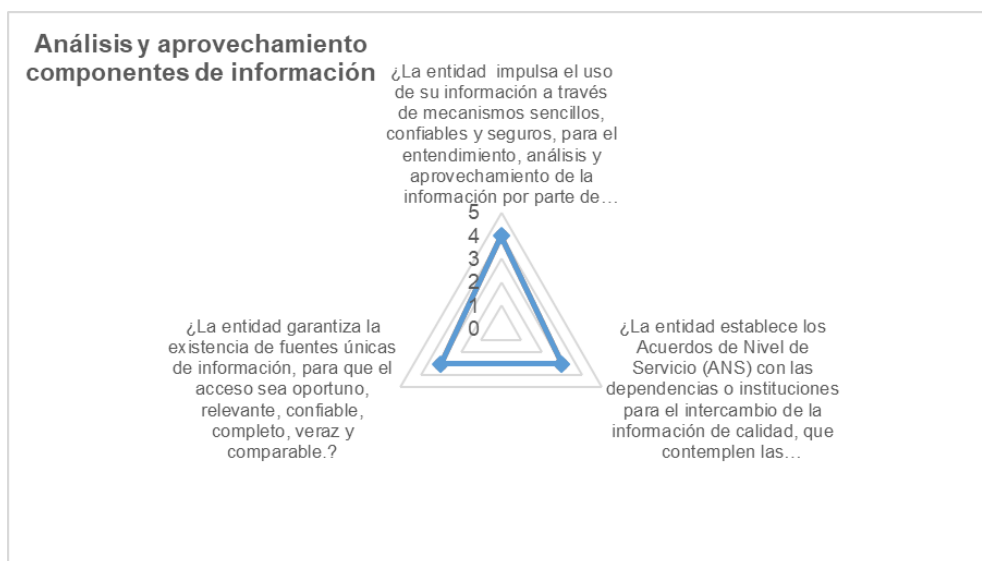 Análisis y aprovechamiento
componentes de información
¿La entidad impulsa el uso
de su información a través
de mecanismos sencillos,
confiables y seguros, para el
entendimiento, análisis y
aprovechamiento de la
información por parte de…
5
4
3
2
1
0
¿La entidad garantiza la
existencia de fuentes únicas
de información, para que el
acceso sea oportuno,
relevante, confiable,
completo, veraz y
comparable.?
¿La entidad establece los
Acuerdos de Nivel de
Servicio (ANS) con las
dependencias o instituciones
para el intercambio de la
información de calidad, que
contemplen las…